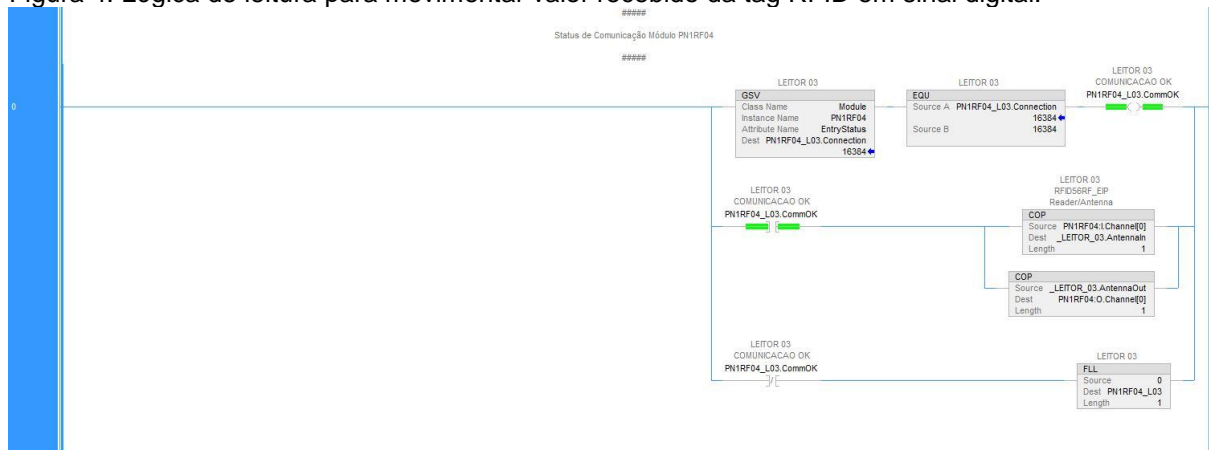 Figura 4. Lógica de leitura para movimentar valor recebido da tag RFID em sinal digital.
#####
Status de Comunicação Módulo PN1RF04
#####
0
LEITOR 03
GSV
Class Name Module
Instance Name PN1RF04
Attribute Name EntryStatus
Dest PN1RF04_L03.Connection
16384
LEITOR 03
EQU
Source A PN1RF04_L03.Connection
16384
Source B 16384
LEITOR 03
COMUNICACAO OK
PN1RF04_L03.CommOK
LEITOR 03
COMUNICACAO OK
PN1RF04_L03.CommOK
LEITOR 03
RFID56RF_EIP
Reader/Antenna
COP
Source PN1RF04:I.Channel[0]
Dest _LEITOR_03.AntennaIn
Length 1
COP
Source _LEITOR_03.AntennaOut
Dest PN1RF04:O.Channel[0]
Length 1
LEITOR 03
COMUNICACAO OK
PN1RF04_L03.CommOK
LEITOR 03
FLL
Source 0
Dest PN1RF04_L03
Length 1